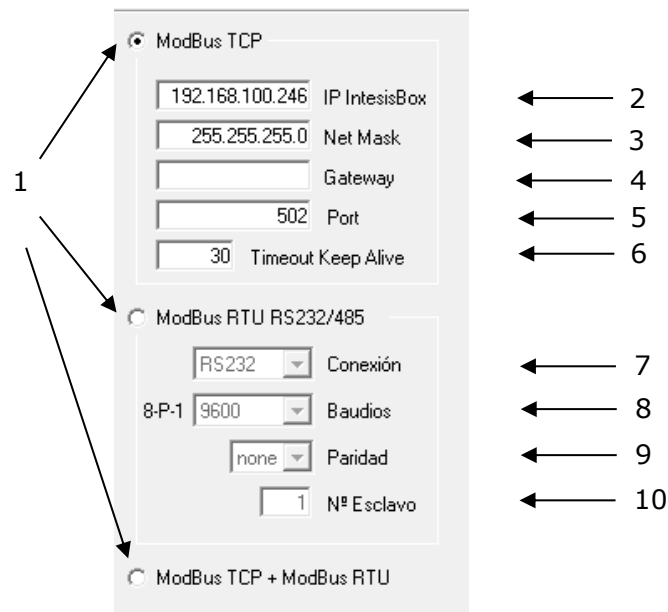 ModBus TCP
192.168.100.246 IP IntesisBox 2
255.255.255.0 Net Mask 3
1
Gateway 4
502 Port 5
30 Timeout Keep Alive 6
ModBus RTU RS232/485
RS232 Conexión 7
8-P-1 9600 Baudios 8
none Paridad 9
1 Nº Esclavo 10
ModBus TCP + ModBus RTU